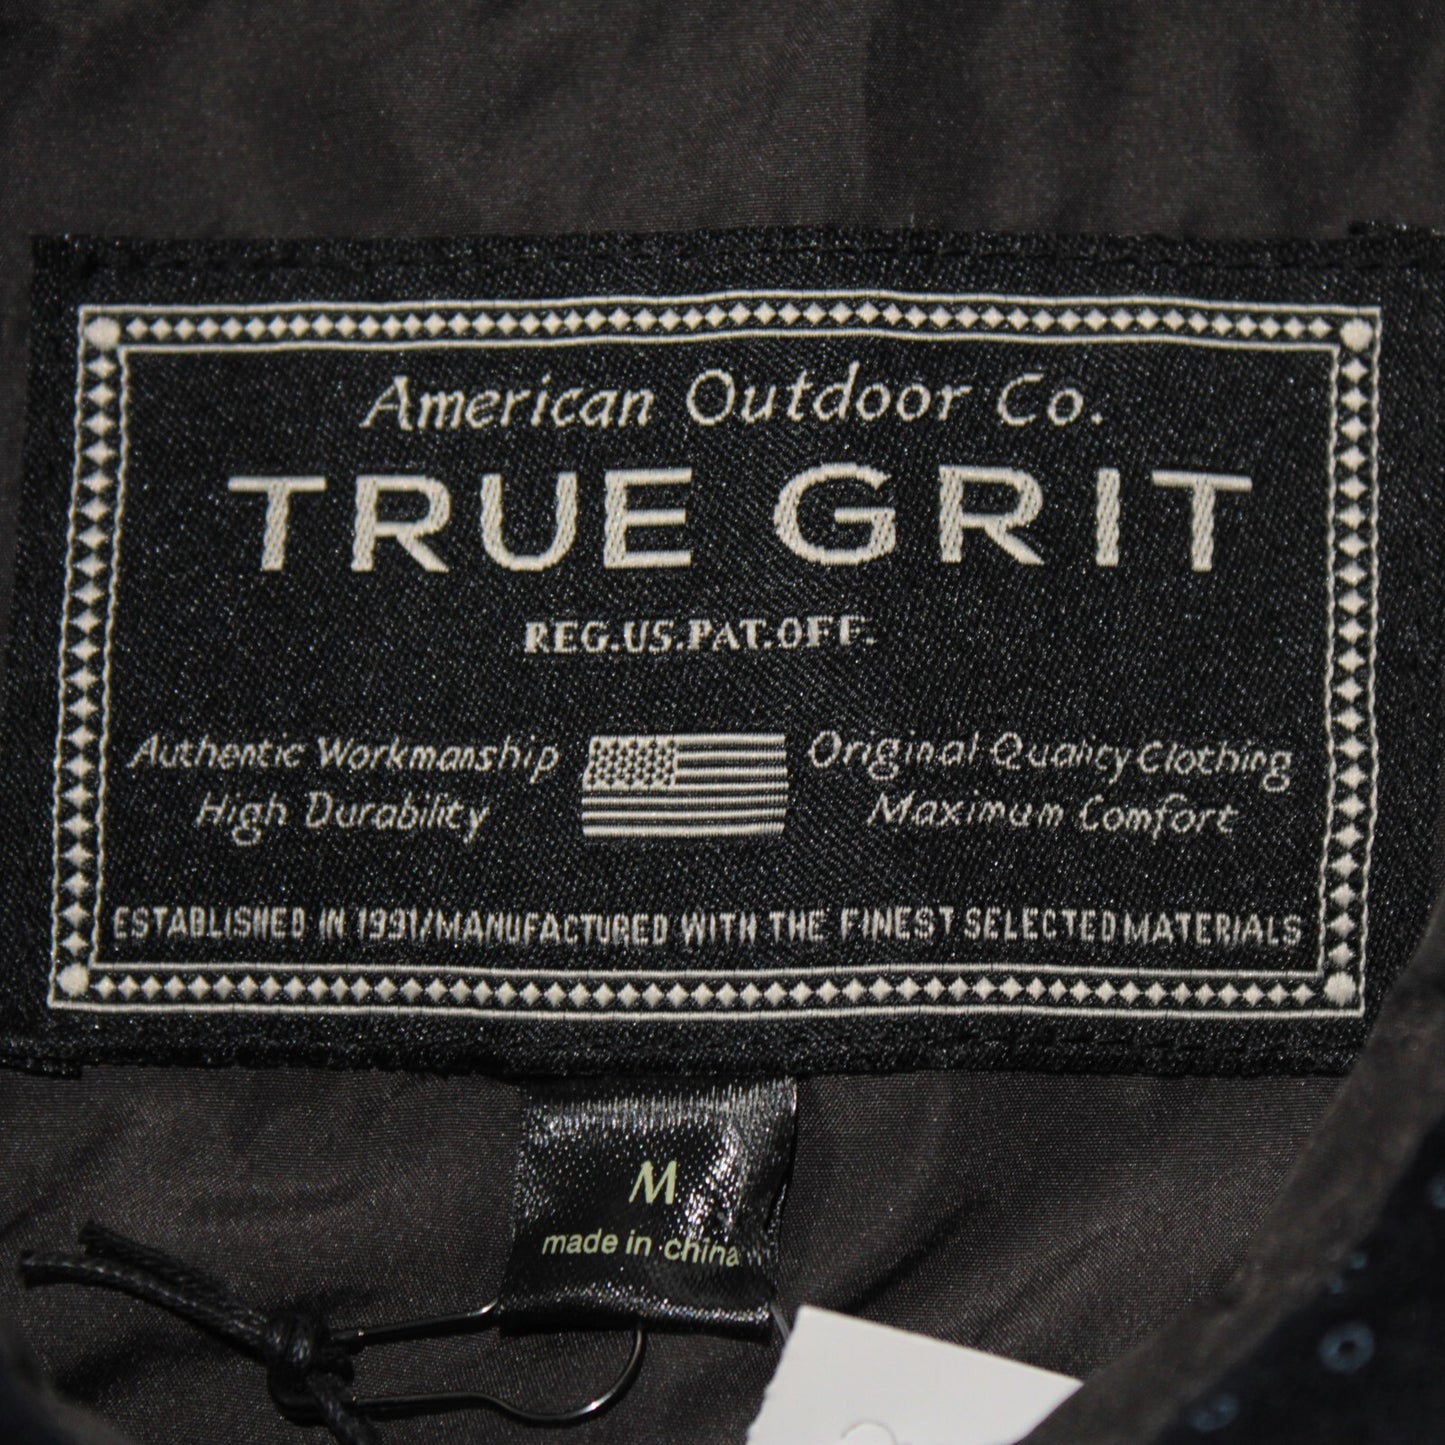 American Outdoor Co.
TRUE GRIT
REG.US.PAT.OFF.
Authentic Workmanship
High Durability
Original Quality Clothing
Maximum Comfort
ESTABLISHED IN 1991/MANUFACTURED WITH THE FINEST SELECTED MATERIALS
M
made in china